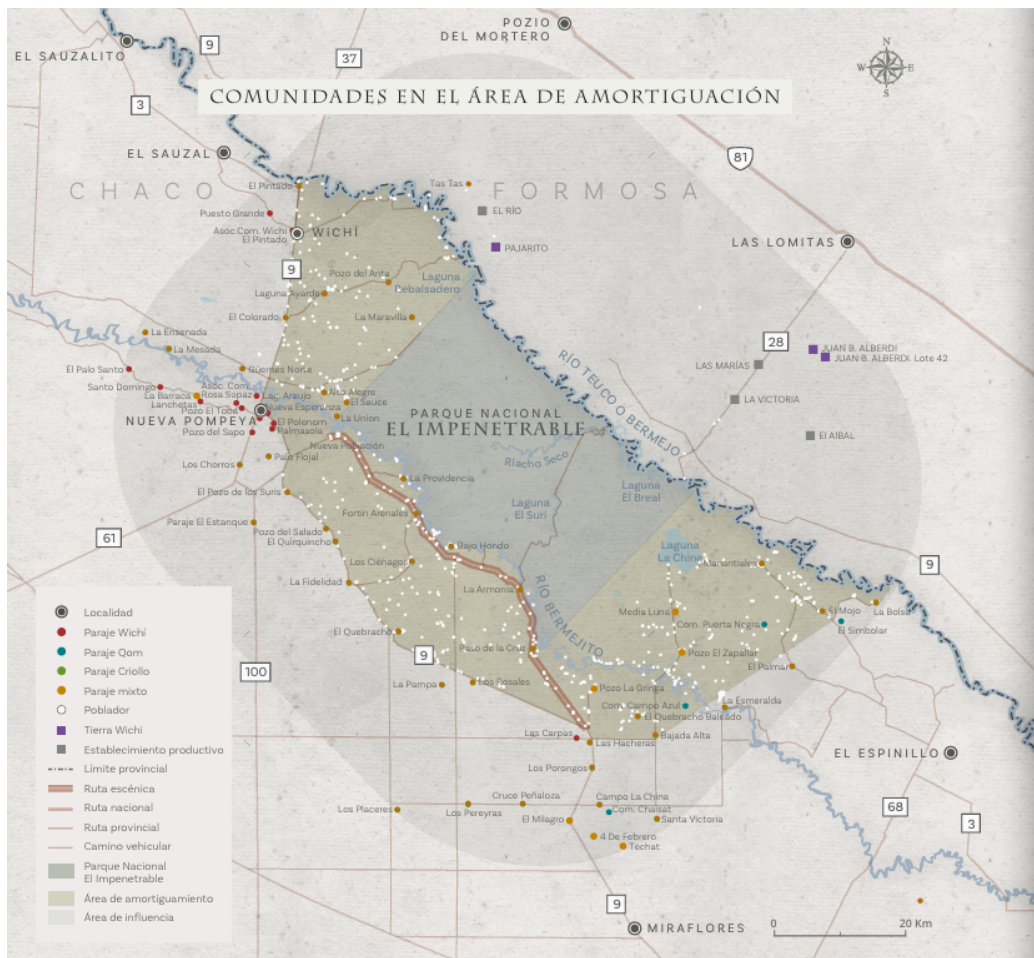 POZO
DEL MORTERO
EL SAUZALITO
9
37
N
W
E
S
COMUNIDADES EN EL ÁREA DE AMORTIGUACIÓN
3
EL SAUZAL
81
CHACO
FORMOSA
El Pintado
Tas Tas
Puesto Grande
EL RÍO
Asoc.Com. Wichi
El Pintado
WICHÍ
PAJARITO
LAS LOMITAS
9
Pozo del Anta
Laguna
Rebalsadero
Laguna Ayarde
El Colorado
La Maravilla
La Ensenada
La Mesada
28
JUAN B. ALBERDI
JUAN B. ALBERDI. Lote 42
LAS MARÍAS
El Palo Santo
Güemes Norte
RÍO TEUCO Ó BERMEJO
Santo Domingo
Asoc. Com.
La Barraca
Rosa Sapaz
Lac. Araujo
Alto Alegre
Lanchetas
El Sauce
LA VICTORIA
Pozo El Toba
Nueva Esperanza
La Union
PARQUE NACIONAL
EL IMPENETRABLE
NUEVA POMPEYA
El Polenom
Palmasola
Pozo del Sapo
El AIBAL
Nueva Población
Palo Flojal
Los Chorros
Riacho Seco
La Providencia
Laguna
El Breal
El Pozo de los Suris
Laguna
El Suri
Fortín Arenales
Paraje El Estanque
Pozo del Salado
61
El Quirquincho
Bajo Hondo
Laguna
La China
Los Ciénagos
Manantiales
9
La Fidelidad
La Armonia
RÍO BERMEJITO
Media Luna
El Mojo
La Bolsa
Com. Puerta Negra
El Simbolar
El Quebracho
Paso de la Cruz
9
Pozo El Zapallar
100
El Palmar
La Pampa
Los Rosales
Pozo La Gringa
Com. Campo Azul
La Esmeralda
El Quebracho Baleado
Las Carpas
Las Hacheras
Bajada Alta
EL ESPINILLO
Los Porongos
Cruce Peñaloza
Campo La China
Los Placeres
Los Pereyras
Com. Chaisat
El Milagro
Santa Victoria
68
3
4 De Febrero
Techat
9
MIRAFLORES
0
20 Km
Localidad
Paraje Wichí
Paraje Qom
Paraje Criollo
Paraje mixto
Poblador
Tierra Wichi
Establecimiento productivo
Límite provincial
Ruta escénica
Ruta nacional
Ruta provincial
Camino vehicular
Parque Nacional
El Impenetrable
Área de amortiguamiento
Área de influencia